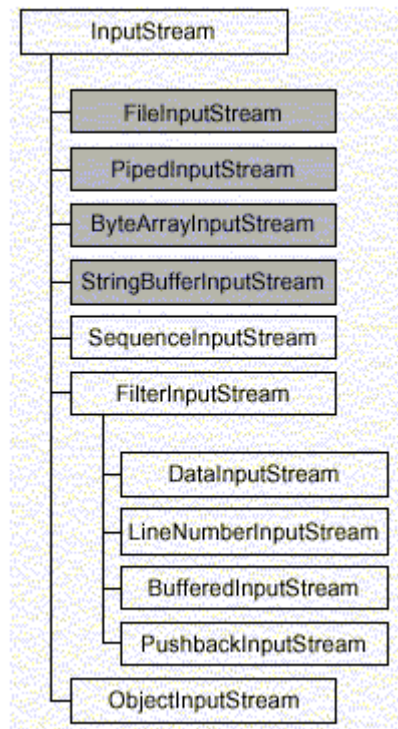 InputStream
FileInputStream
PipedInputStream
ByteArrayInputStream
StringBufferInputStream
SequenceInputStream
FilterInputStream
DataInputStream
LineNumberInputStream
BufferedInputStream
PushbackInputStream
ObjectInputStream